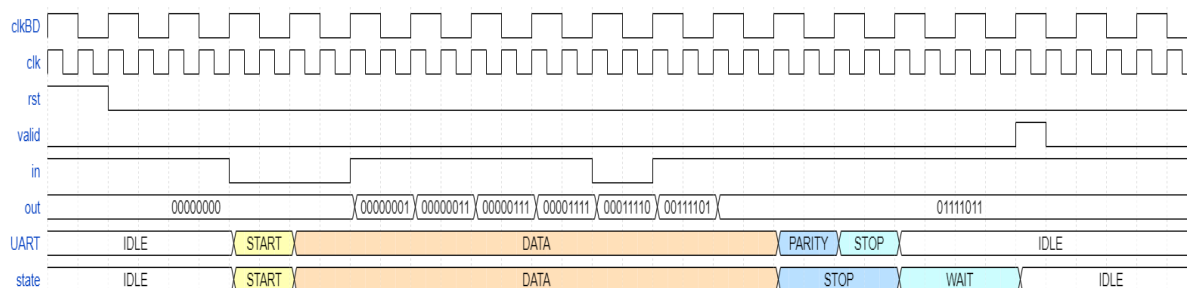 clkBD
clk
rst
valid
in
out 00000000 00000001 00000011 00000111 00001111 00011110 00111101 01111011
UART IDLE START DATA PARITY STOP IDLE
state IDLE START DATA STOP WAIT IDLE